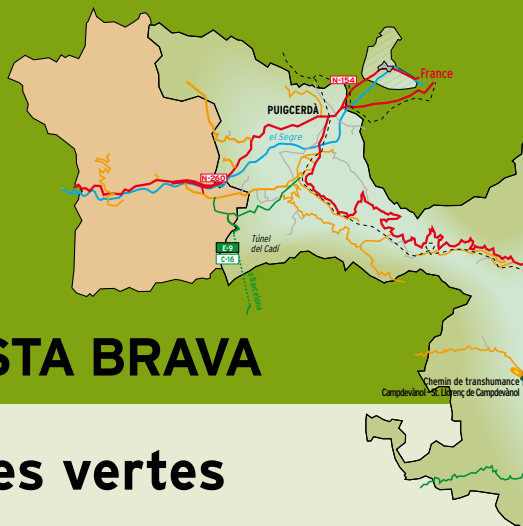 N-154
France
PUIGCERDÀ
el Segre
N-260
Túnel
del Cadí
E-9
C-16
a Barcelona
STA BRAVA
Chemin de transhumance
Campdevànol - St. Llorenç de Campdevànol
es vertes